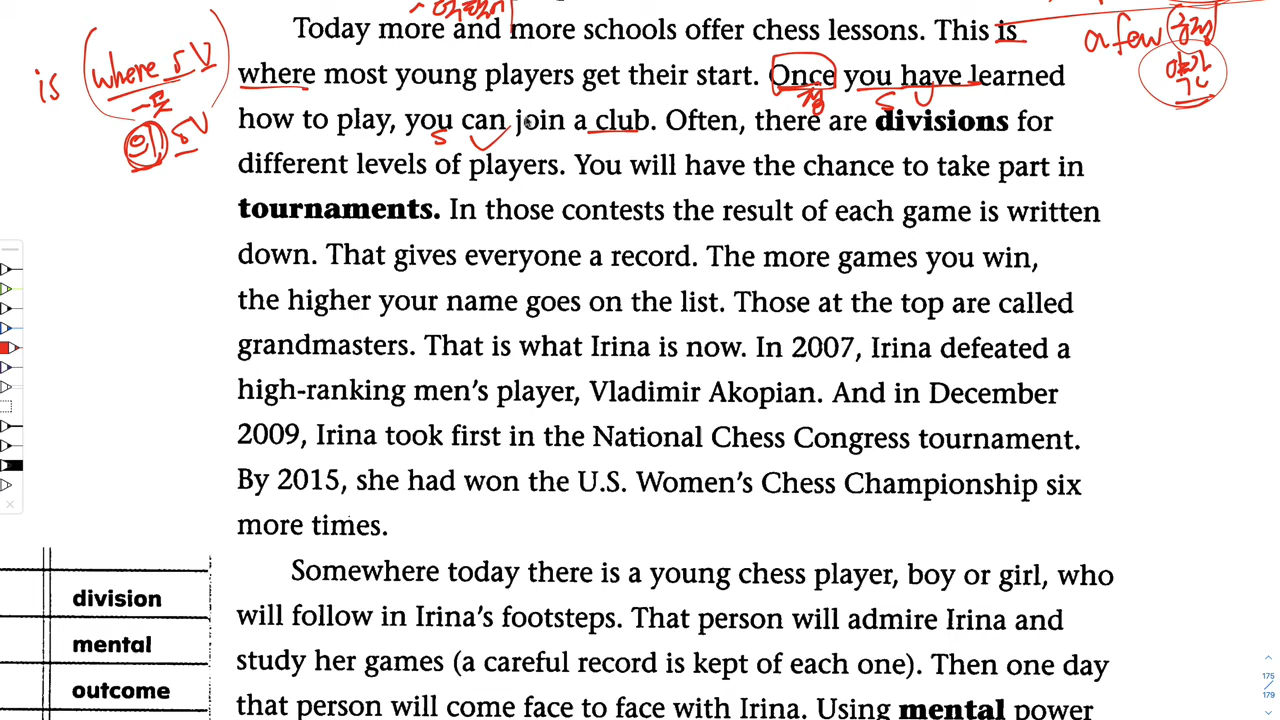 Today more and more schools offer chess lessons. This is
where most young players get their start. Once you have learned
how to play, you can join a club. Often, there are divisions for
different levels of players. You will have the chance to take part in
tournaments. In those contests the result of each game is written
down. That gives everyone a record. The more games you win,
the higher your name goes on the list. Those at the top are called
grandmasters. That is what Irina is now. In 2007, Irina defeated a
high-ranking men's player, Vladimir Akopian. And in December
2009, Irina took first in the National Chess Congress tournament.
By 2015, she had won the U.S. Women's Chess Championship six
more times.
Somewhere today there is a young chess player, boy or girl, who
will follow in Irina's footsteps. That person will admire Irina and
study her games (a careful record is kept of each one). Then one day
that person will come face to face with Irina. Using mental power
is (where S V)
S V
S V
S
a few
division
mental
outcome
175
/
179